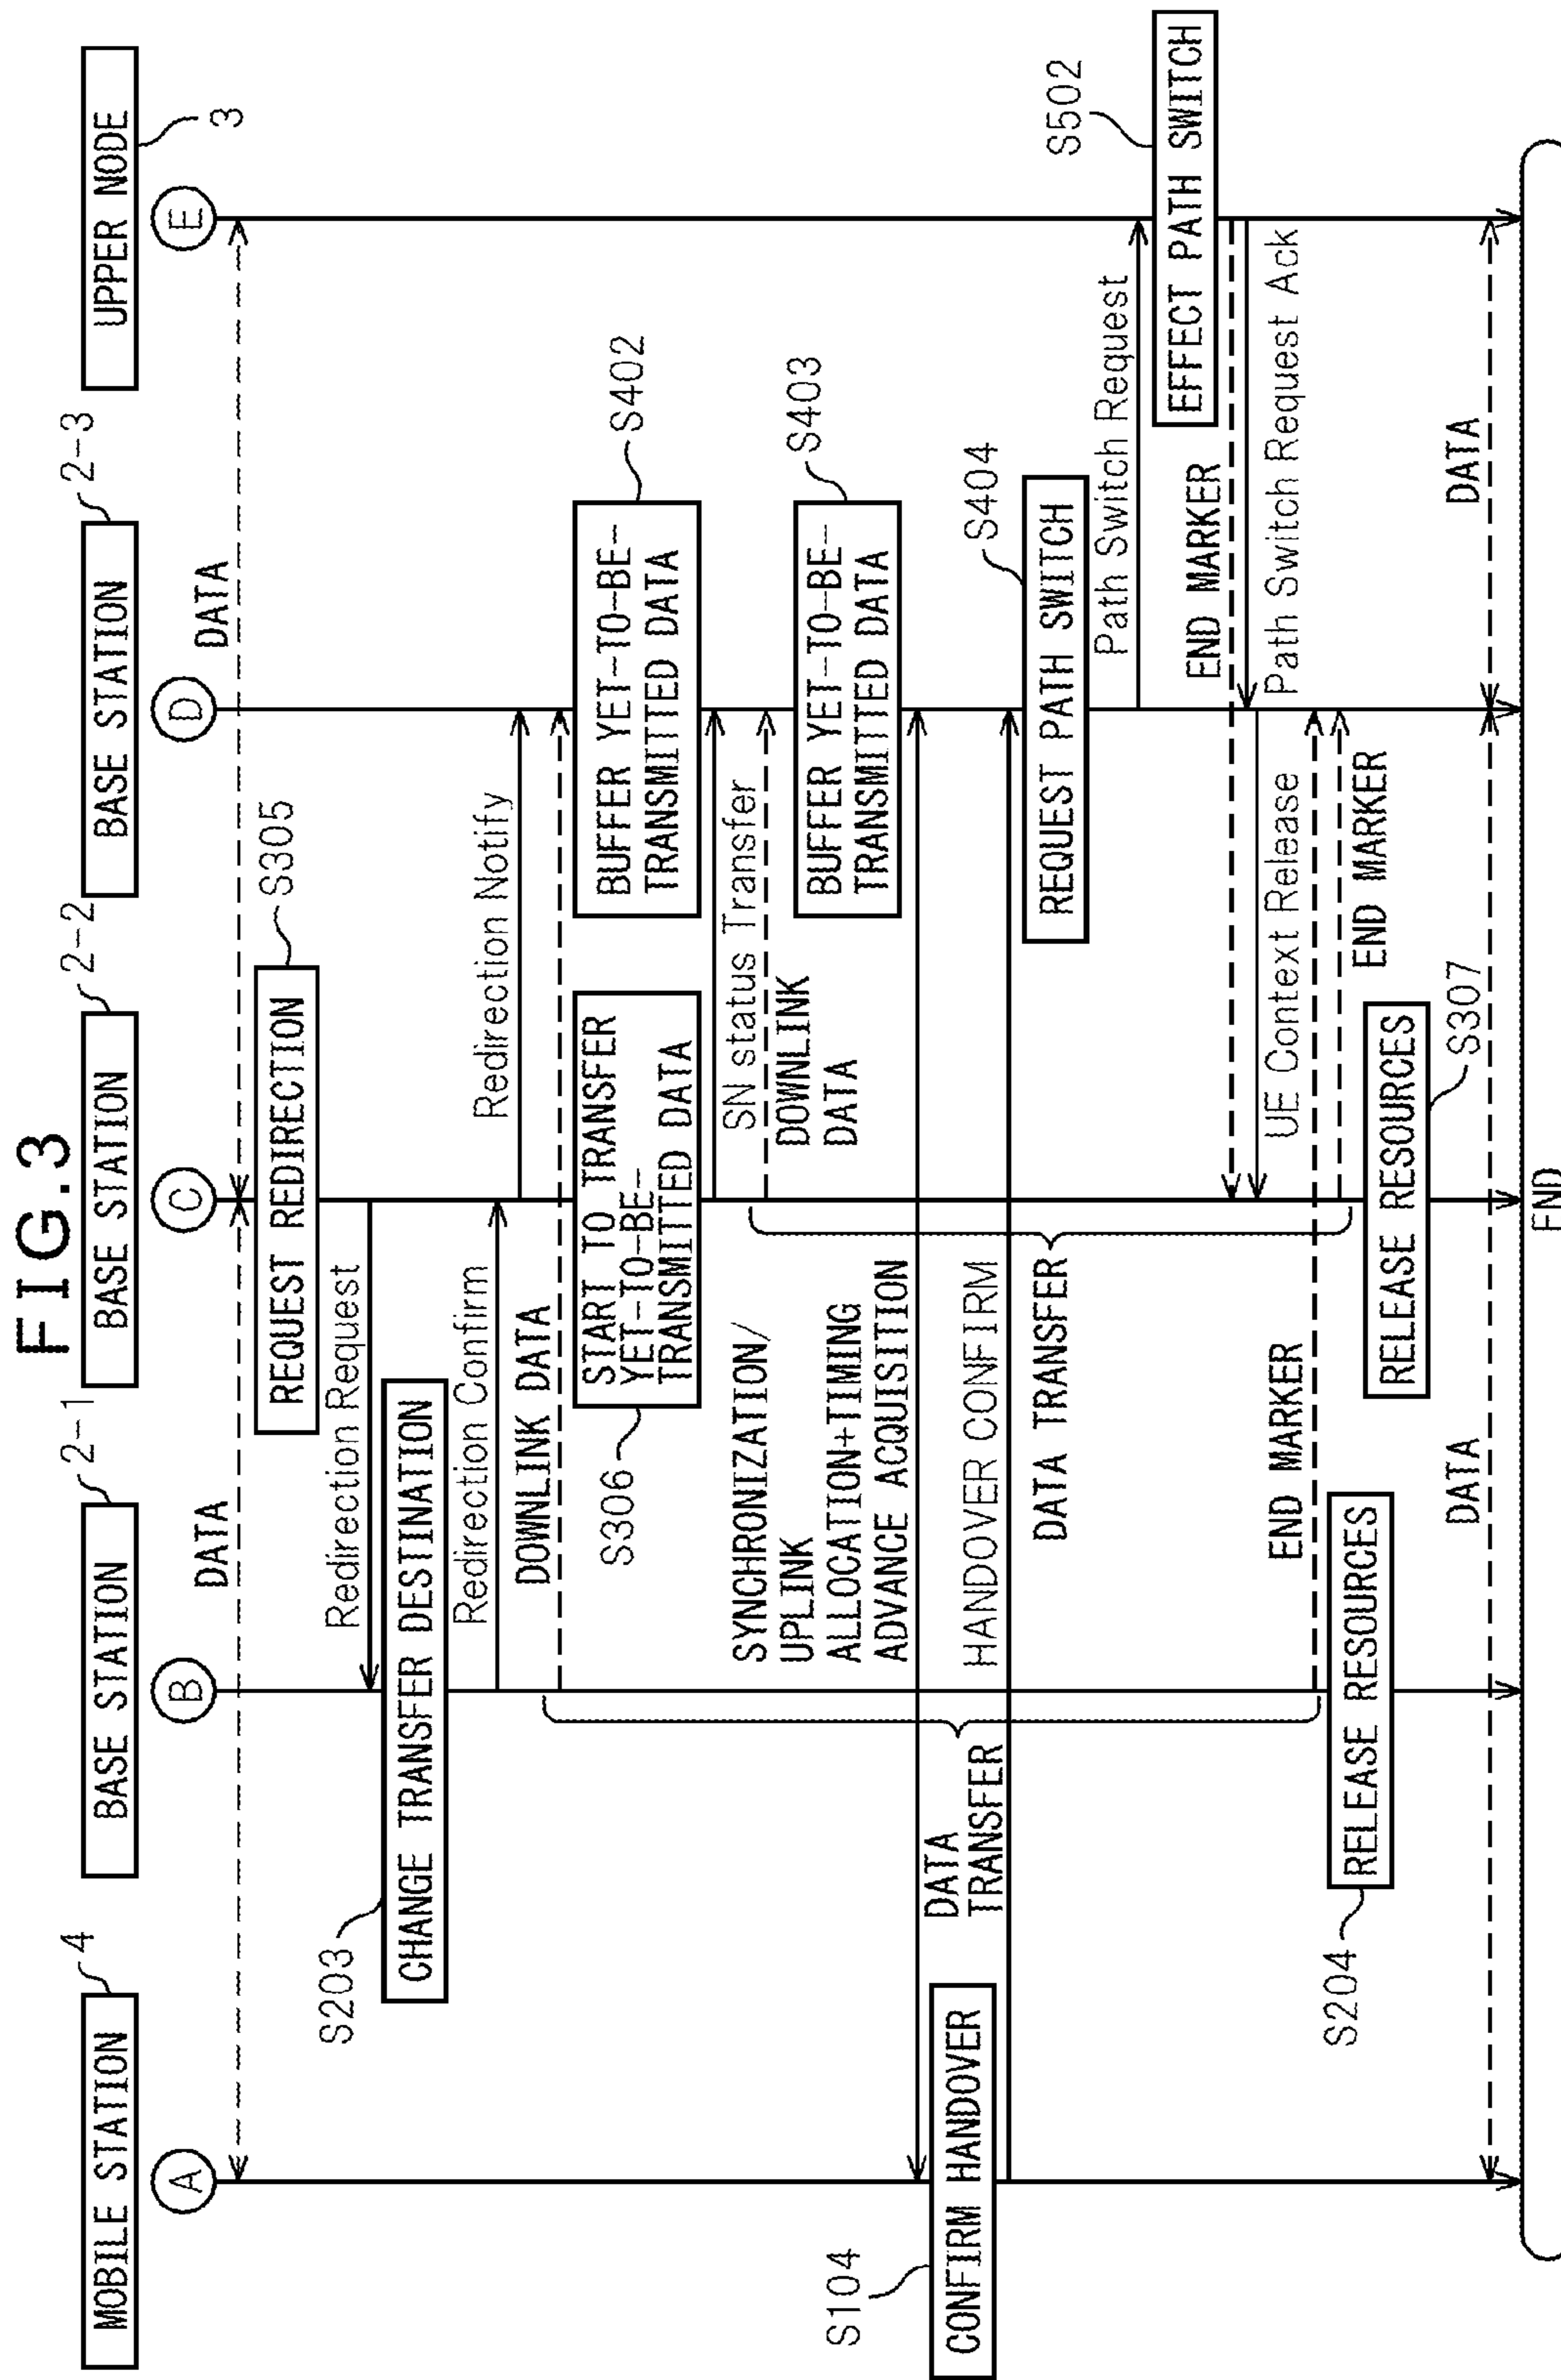 FIG.3
MOBILE STATION
4
BASE STATION
2-1
BASE STATION
2-2
BASE STATION
2-3
UPPER NODE
3
A
B
C
D
E
DATA
DATA
REQUEST REDIRECTION
S305
Redirection Request
S203
CHANGE TRANSFER DESTINATION
Redirection Confirm
Redirection Notify
DOWNLINK DATA
S306
START TO TRANSFER
YET-TO-BE-
TRANSMITTED DATA
BUFFER YET-TO-BE-
TRANSMITTED DATA
S402
SN status Transfer
DOWNLINK
DATA
BUFFER YET-TO-BE-
TRANSMITTED DATA
S403
SYNCHRONIZATION/
UPLINK
ALLOCATION+TIMING
ADVANCE ACQUISITION
S104
CONFIRM HANDOVER
DATA
TRANSFER
HANDOVER CONFIRM
REQUEST PATH SWITCH
S404
DATA TRANSFER
Path Switch Request
EFFECT PATH SWITCH
S502
END MARKER
Path Switch Request Ack
UE Context Release
END MARKER
END MARKER
S204
RELEASE RESOURCES
RELEASE RESOURCES
S307
DATA
DATA
END